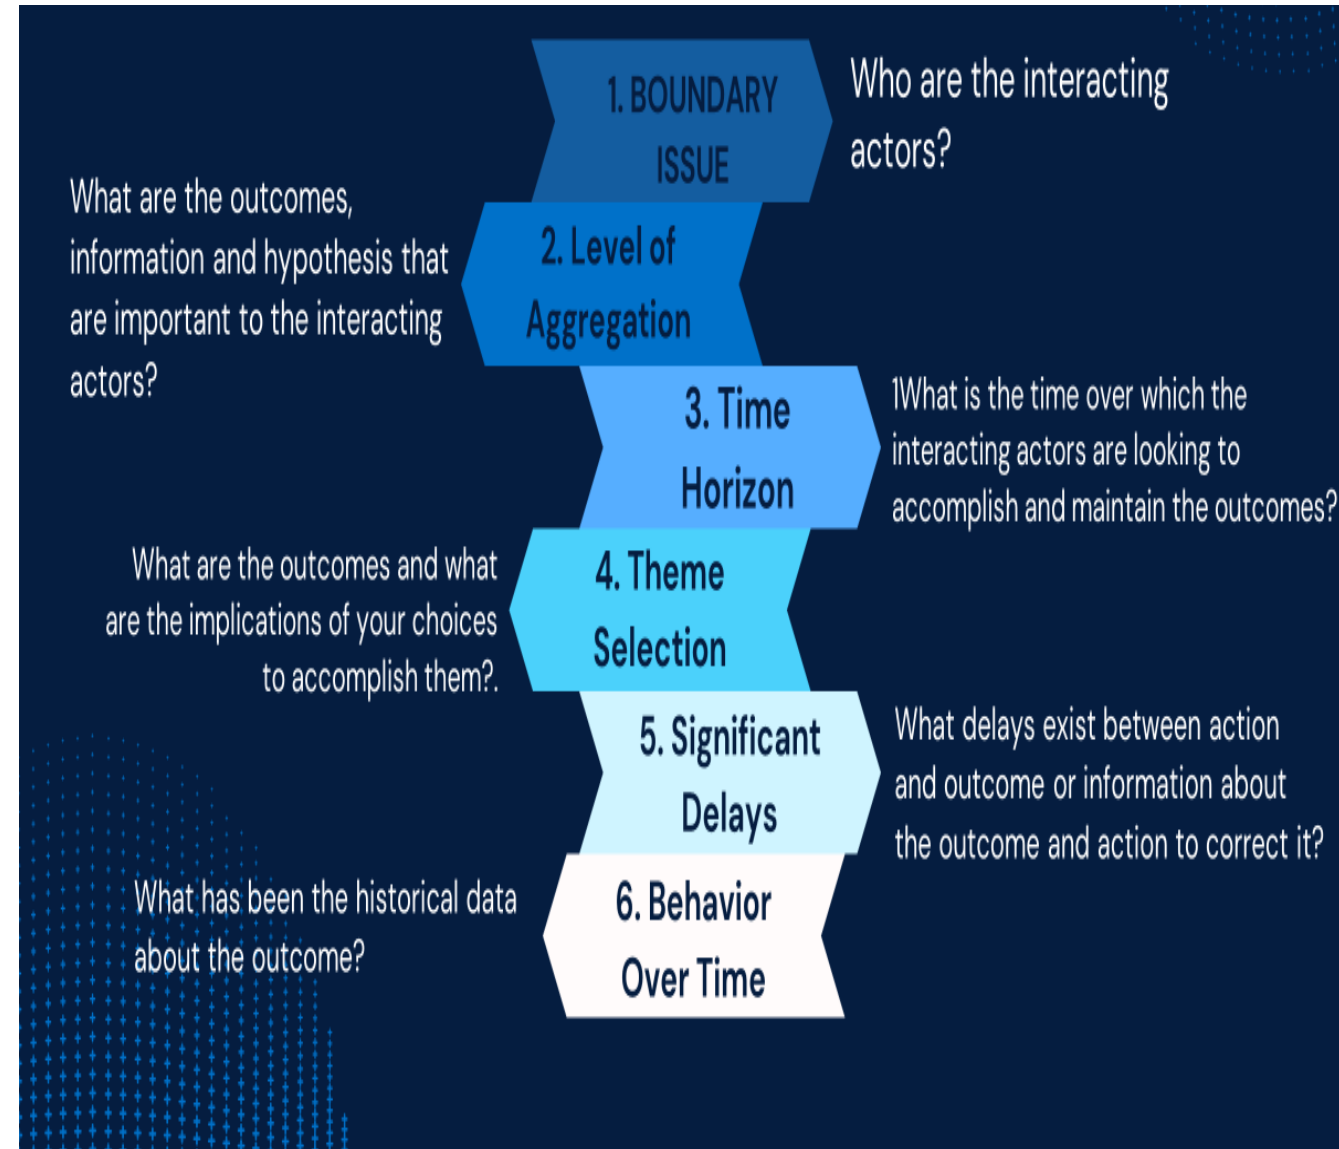 1. BOUNDARY
ISSUE
Who are the interacting
actors?
2. Level of
Aggregation
What are the outcomes,
information and hypothesis that
are important to the interacting
actors?
3. Time
Horizon
1What is the time over which the
interacting actors are looking to
accomplish and maintain the outcomes?
4. Theme
Selection
What are the outcomes and what
are the implications of your choices
to accomplish them?.
5. Significant
Delays
What delays exist between action
and outcome or information about
the outcome and action to correct it?
6. Behavior
Over Time
What has been the historical data
about the outcome?